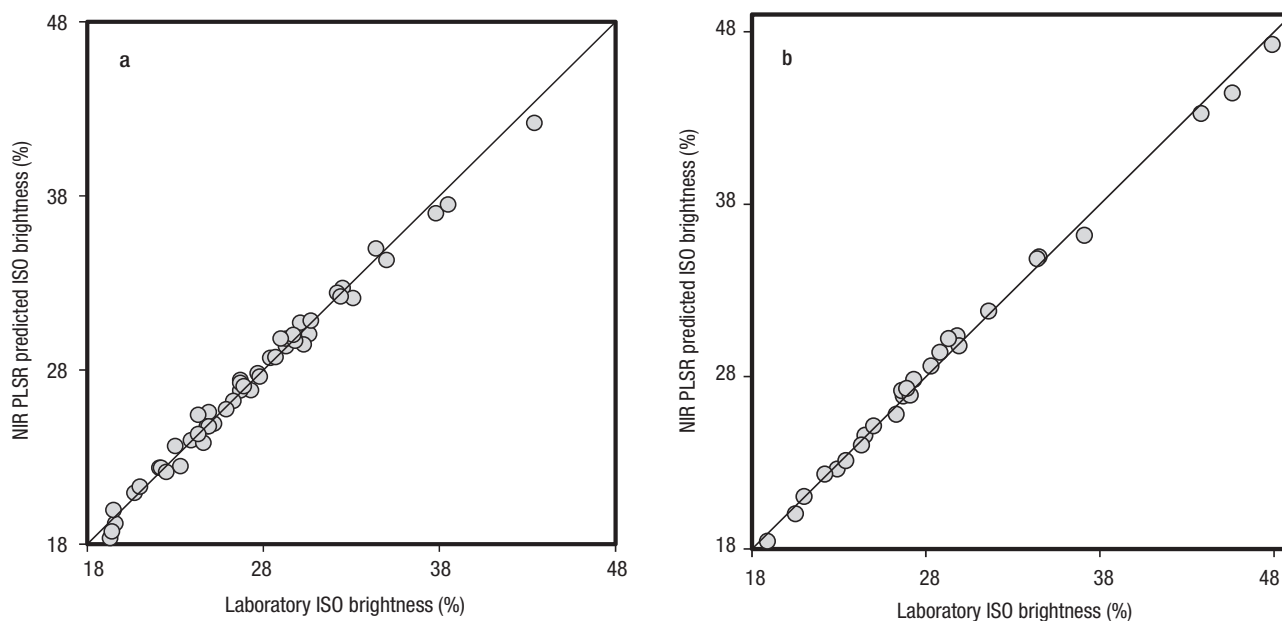 a
NIR PLSR predicted ISO brightness (%)
48
38
28
18
18 28 38 48
Laboratory ISO brightness (%)
b
NIR PLSR predicted ISO brightness (%)
48
38
28
18
18 28 38 48
Laboratory ISO brightness (%)